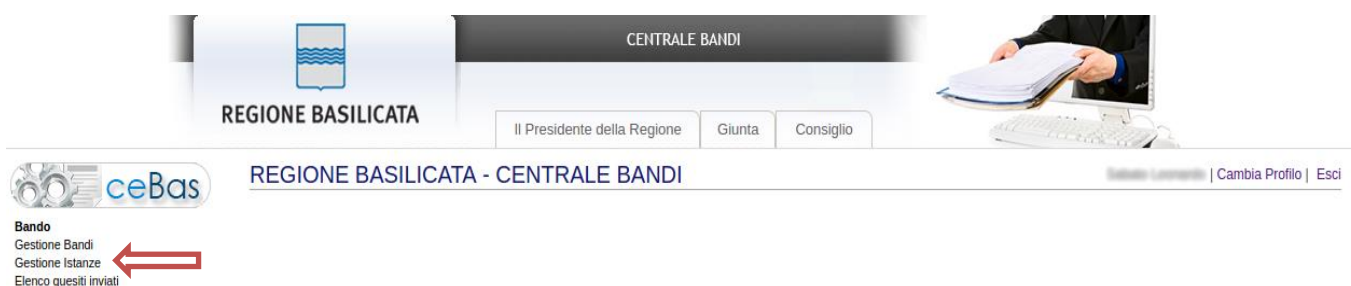 CENTRALE BANDI
REGIONE BASILICATA
Il Presidente della Regione
Giunta
Consiglio
ceBas
REGIONE BASILICATA - CENTRALE BANDI
| Cambia Profilo | Esci
Bando
Gestione Bandi
Gestione Istanze
Elenco quesiti inviati